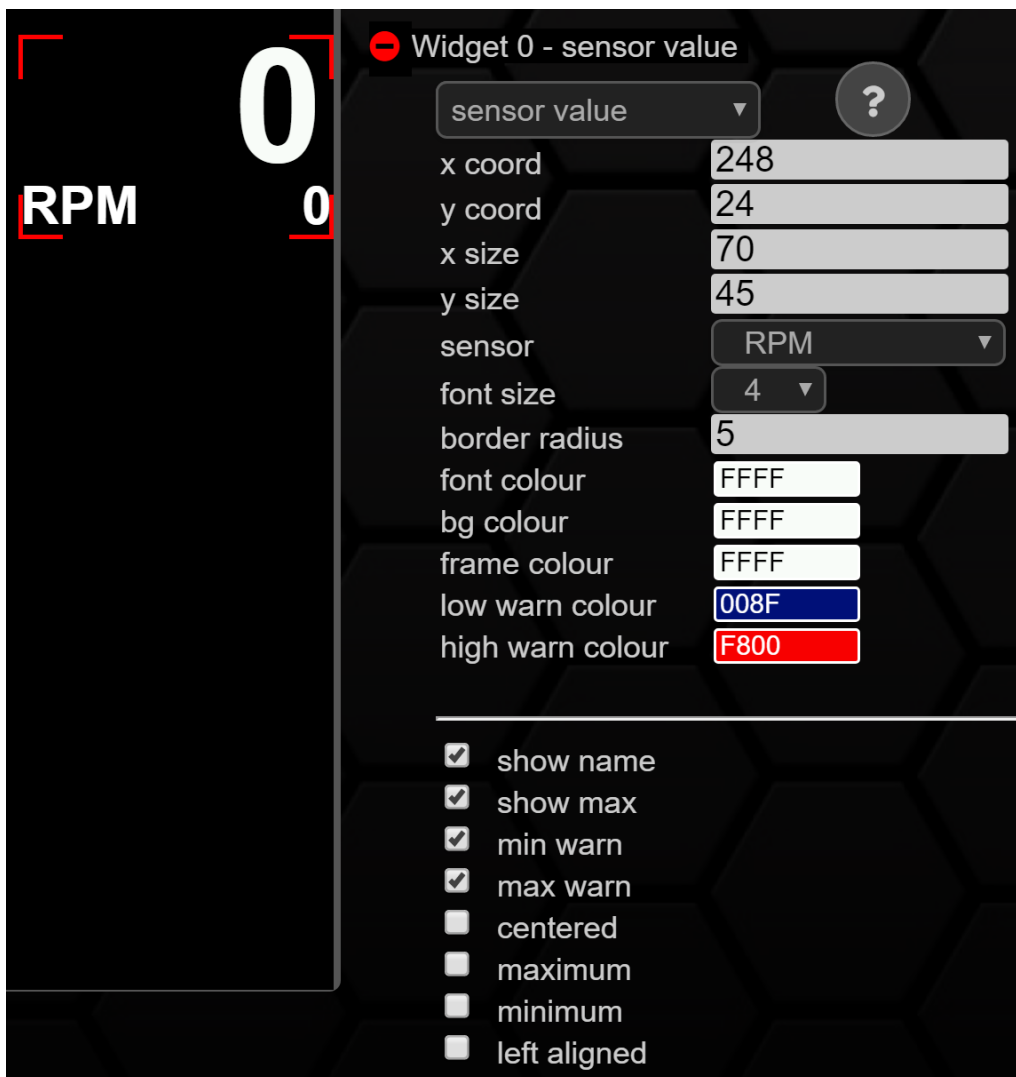 0
RPM 0
Widget 0 - sensor value
sensor value ▼ ?
x coord 248
y coord 24
x size 70
y size 45
sensor RPM ▼
font size 4 ▼
border radius 5
font colour FFFF
bg colour FFFF
frame colour FFFF
low warn colour 008F
high warn colour F800
show name
show max
min warn
max warn
centered
maximum
minimum
left aligned